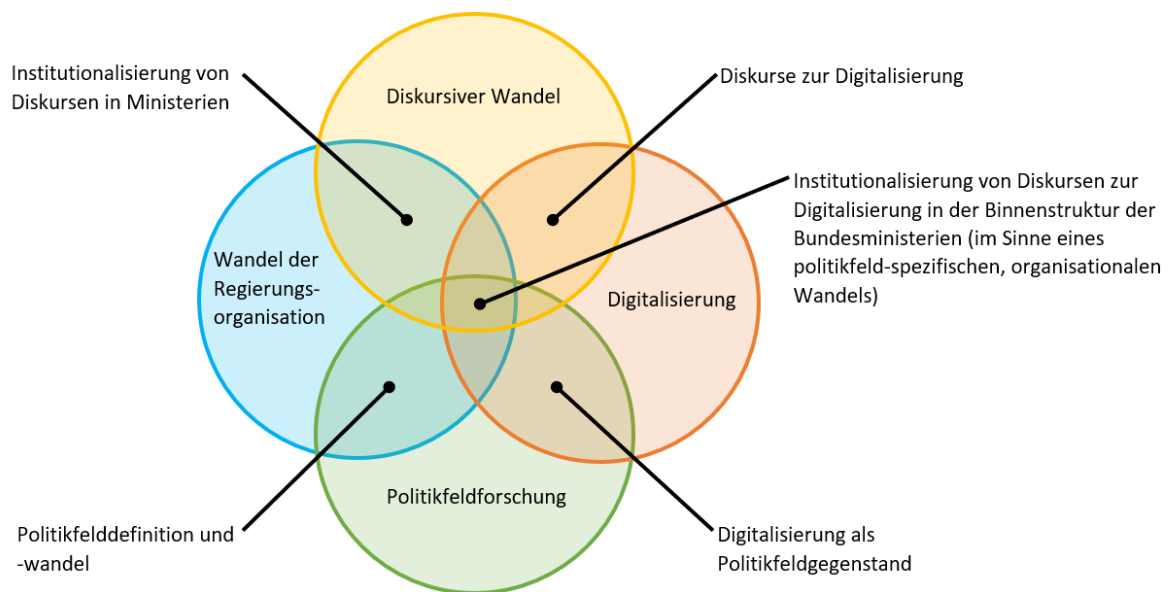 Institutionalisierung von
Diskursen in Ministerien
Diskursiver Wandel
Diskurse zur Digitalisierung
Institutionalisierung von Diskursen zur
Digitalisierung in der Binnenstruktur der
Bundesministerien (im Sinne eines
politikfeld-spezifischen, organisationalen
Wandels)
Wandel der
Regierungs-
organisation
Digitalisierung
Politikfeldforschung
Politikfelddefinition und
-wandel
Digitalisierung als
Politikfeldgegenstand